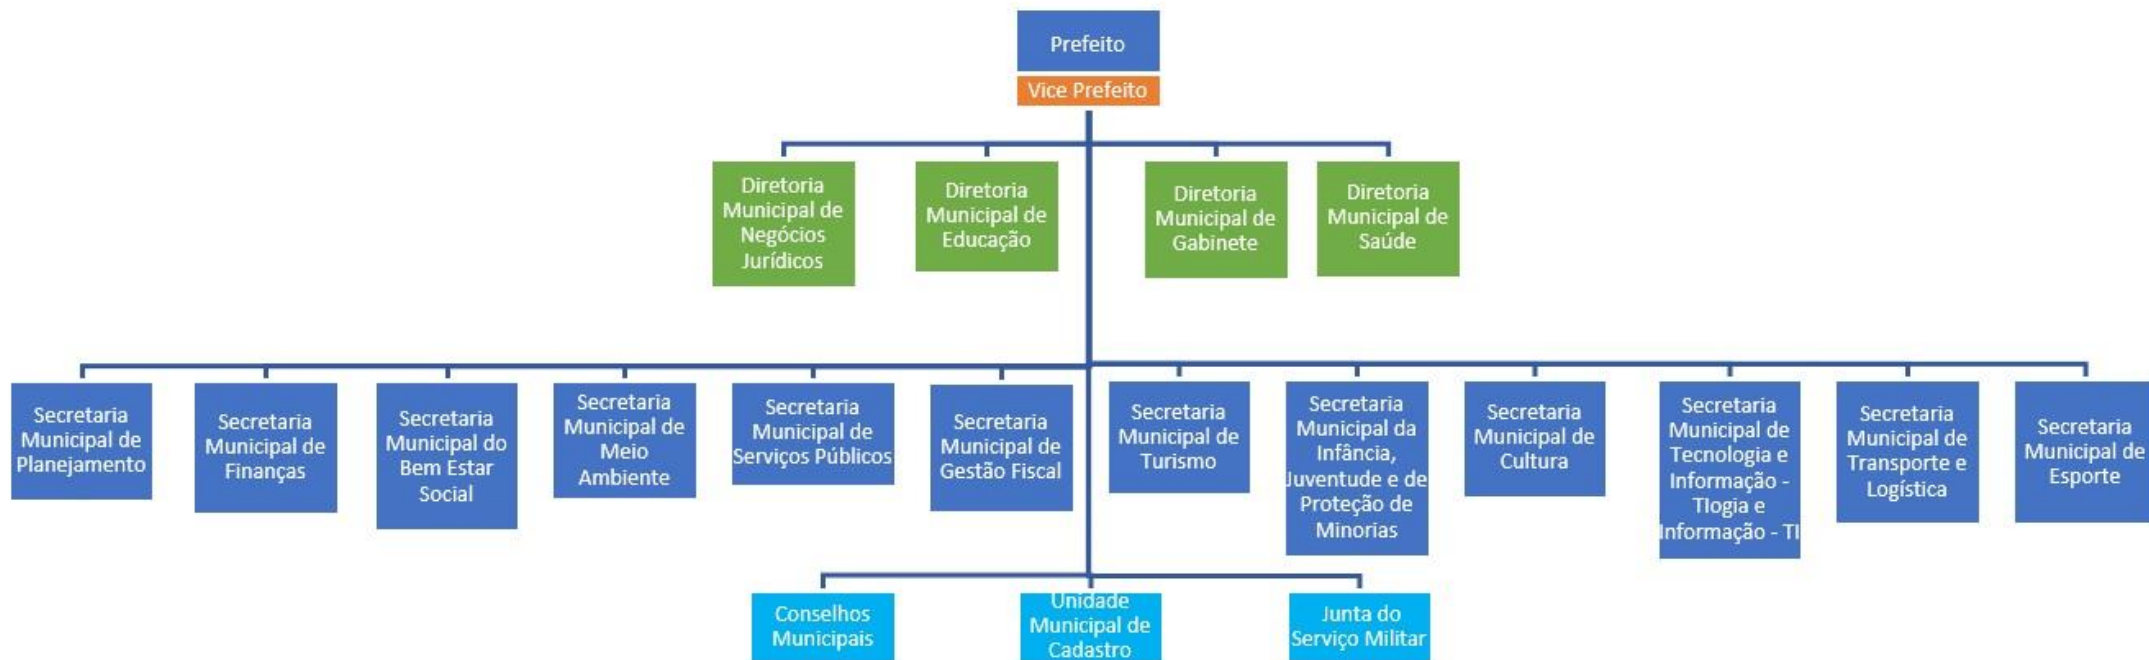 Prefeito
Vice Prefeito
Diretoria
Municipal de
Negócios
Jurídicos
Diretoria
Municipal de
Educação
Diretoria
Municipal de
Gabinete
Diretoria
Municipal de
Saúde
Secretaria
Municipal de
Planejamento
Secretaria
Municipal de
Finanças
Secretaria
Municipal do
Bem Estar
Social
Secretaria
Municipal de
Meio
Ambiente
Secretaria
Municipal de
Serviços Públicos
Secretaria
Municipal de
Gestão Fiscal
Secretaria
Municipal de
Turismo
Secretaria
Municipal da
Infância,
Juventude e de
Proteção de
Minorias
Secretaria
Municipal de
Cultura
Secretaria
Municipal de
Tecnologia e
Informação -
TIogia e
Informação - TI
Secretaria
Municipal de
Transporte e
Logística
Secretaria
Municipal de
Esporte
Conselhos
Municipais
Unidade
Municipal de
Cadastro
Junta do
Serviço Militar